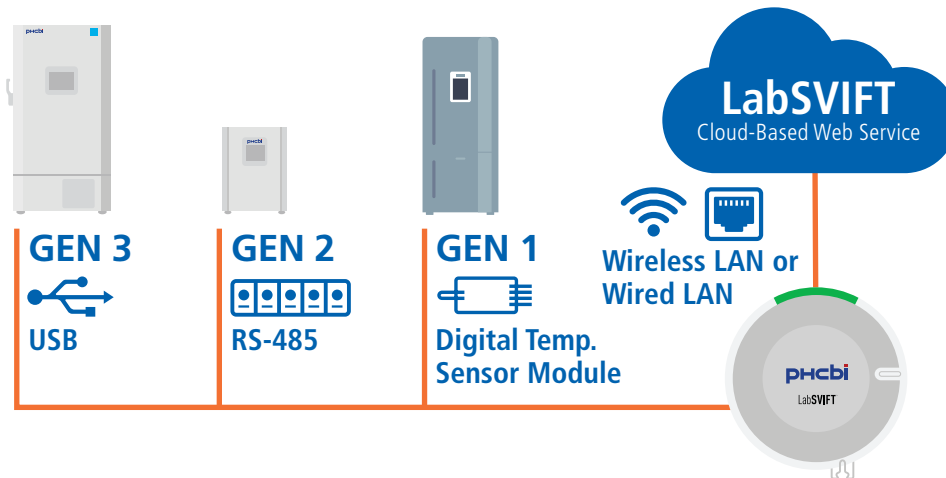 pHcbi
pHcbi
LabSVIFT
Cloud-Based Web Service
GEN 3
USB
GEN 2
RS-485
GEN 1
Digital Temp.
Sensor Module
Wireless LAN or
Wired LAN
pHcbi
LabSVIFT